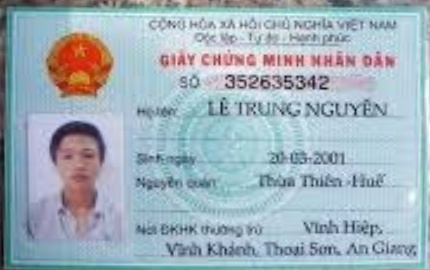 CỘNG HÒA XÃ HỘI CHỦ NGHĨA VIỆT NAM
Độc lập - Tự do - Hạnh phúc
GIẤY CHỨNG MINH NHÂN DÂN
SỐ 352635342
Họ tên: LÊ TRUNG NGUYÊN
Sinh ngày 20-03-2001
Nguyên quán Thừa Thiên -Huế
Nơi ĐKHK thường trú Vĩnh Hiệp,
Vĩnh Khánh, Thoại Sơn, An Giang